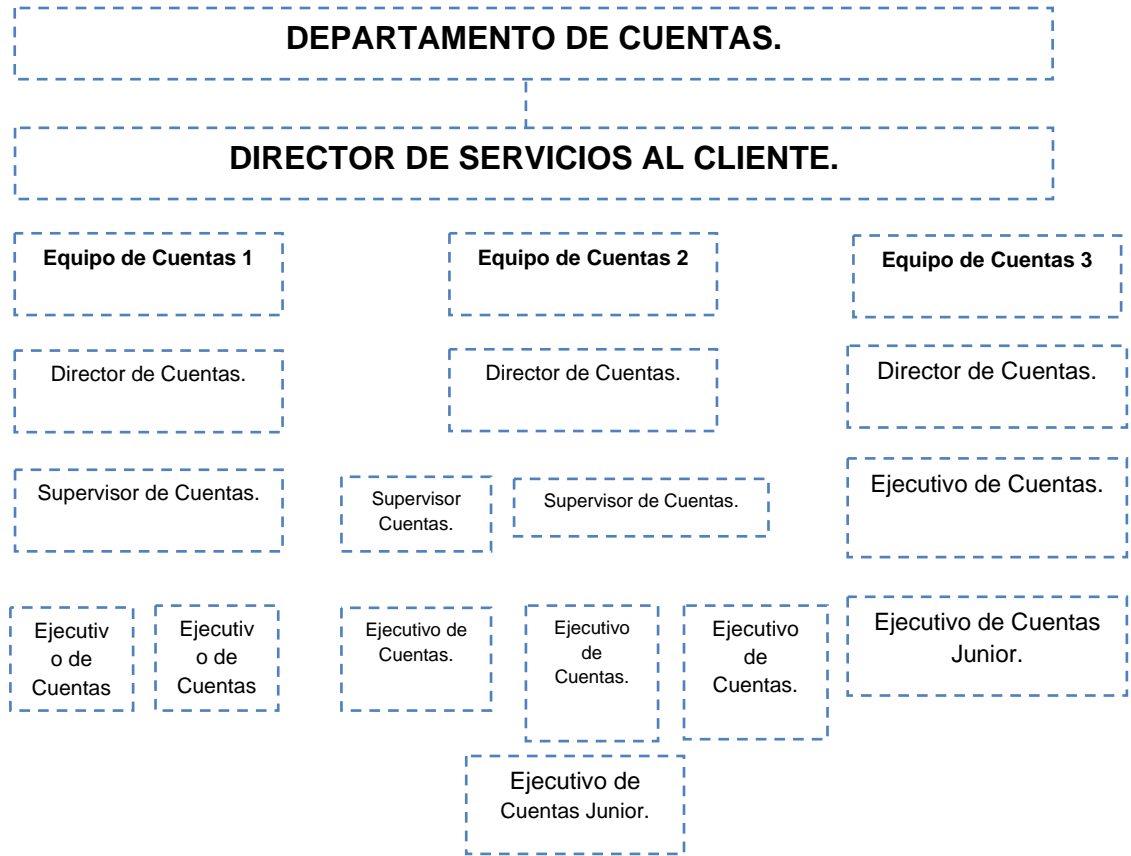 DEPARTAMENTO DE CUENTAS.
DIRECTOR DE SERVICIOS AL CLIENTE.
Equipo de Cuentas 1
Equipo de Cuentas 2
Equipo de Cuentas 3
Director de Cuentas.
Director de Cuentas.
Director de Cuentas.
Supervisor de Cuentas.
Supervisor
Cuentas.
Supervisor de Cuentas.
Ejecutivo de Cuentas.
Ejecutiv
o de
Cuentas
Ejecutiv
o de
Cuentas
Ejecutivo de
Cuentas.
Ejecutivo
de
Cuentas.
Ejecutivo
de
Cuentas.
Ejecutivo de Cuentas
Junior.
Ejecutivo de
Cuentas Junior.